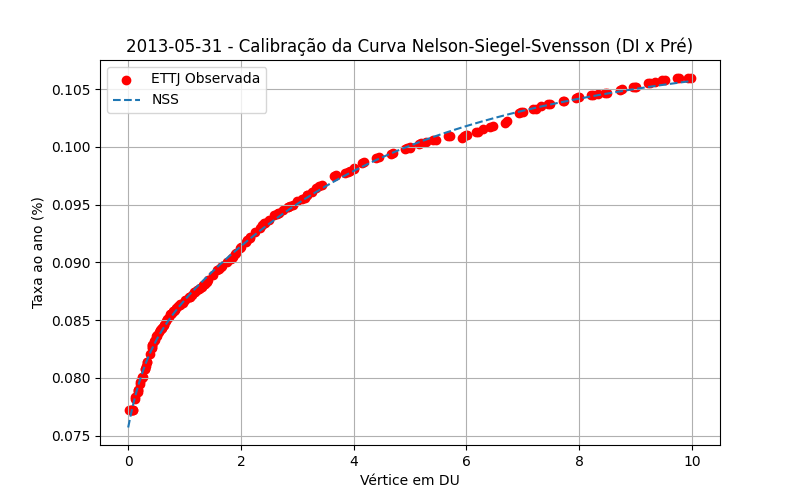 2013-05-31 - Calibração da Curva Nelson-Siegel-Svensson (DI x Pré)
ETTJ Observada
NSS
Taxa ao ano (%)
0.105
0.100
0.095
0.090
0.085
0.080
0.075
0 2 4 6 8 10
Vértice em DU